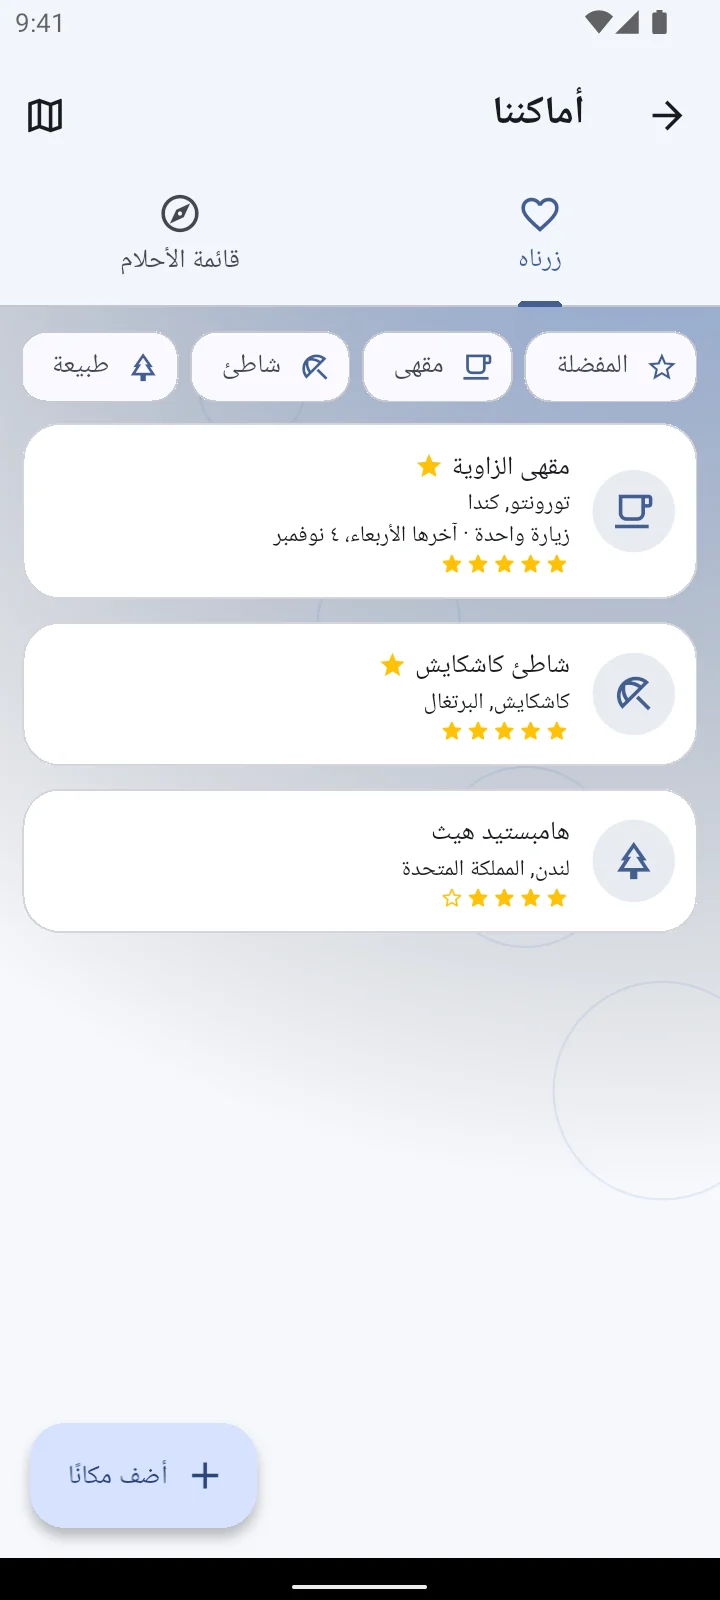 9:41
أماكننا
زرناه
قائمة الأحلام
المفضلة
مقهى
شاطئ
طبيعة
مقهى الزاوية
تورونتو, كندا
زيارة واحدة · آخرها الأربعاء، ٤ نوفمبر
شاطئ كاشكايش
كاشكايش, البرتغال
هامبستيد هيث
لندن, المملكة المتحدة
أضف مكانًا